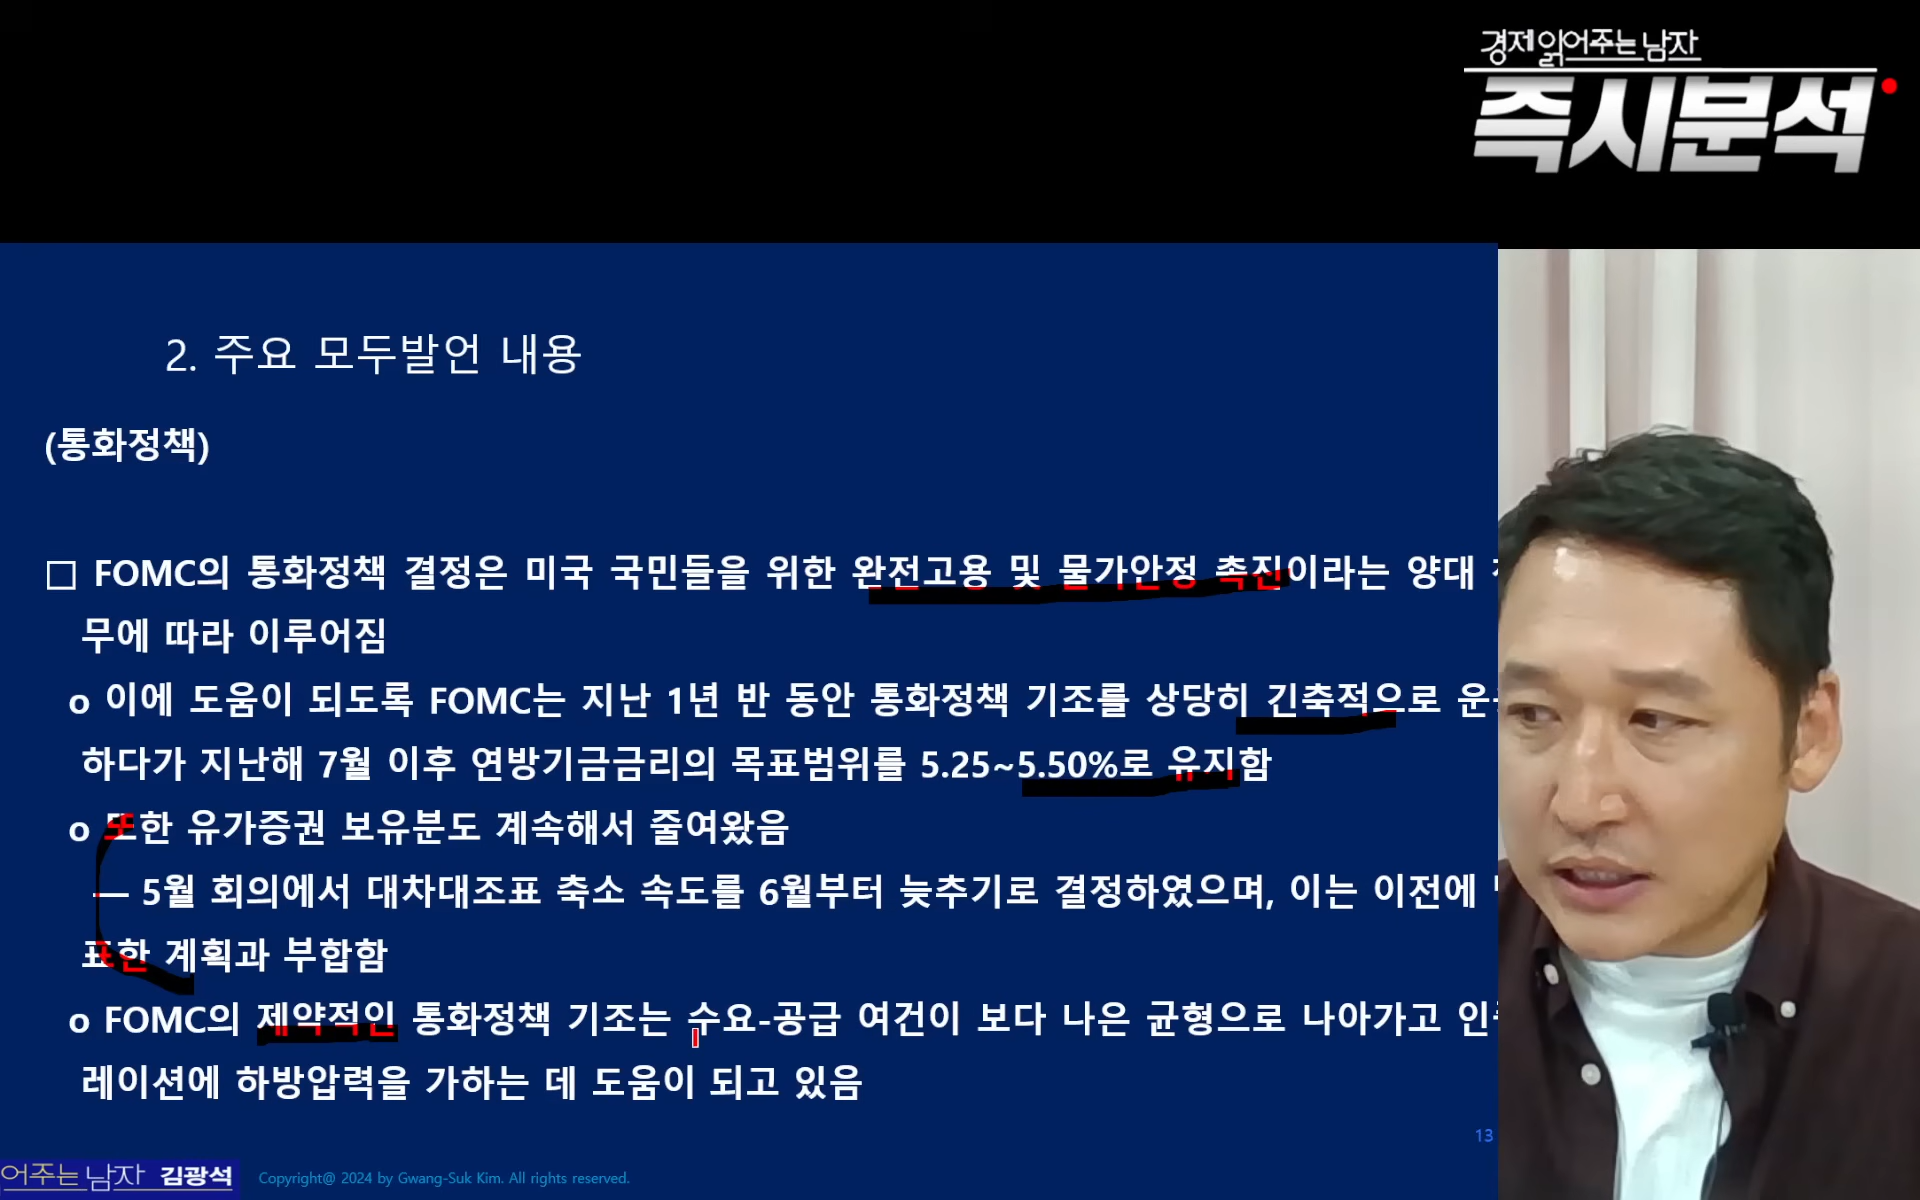 경제읽어주는남자
즉시분석
2. 주요 모두발언 내용
(통화정책)
□ FOMC의 통화정책 결정은 미국 국민들을 위한 완전고용 및 물가안정 촉진이라는 양대
무에 따라 이루어짐
o 이에 도움이 되도록 FOMC는 지난 1년 반 동안 통화정책 기조를 상당히 긴축적으로
하다가 지난해 7월 이후 연방기금금리의 목표범위를 5.25~5.50%로 유지함
o 또한 유가증권 보유분도 계속해서 줄여왔음
— 5월 회의에서 대차대조표 축소 속도를 6월부터 늦추기로 결정하였으며, 이는 이전에
표한 계획과 부합함
o FOMC의 제약적인 통화정책 기조는 수요-공급 여건이 보다 나은 균형으로 나아가고
레이션에 하방압력을 가하는 데 도움이 되고 있음
13
어주는남자 김광석
Copyright@ 2024 by Gwang-Suk Kim. All rights reserved.